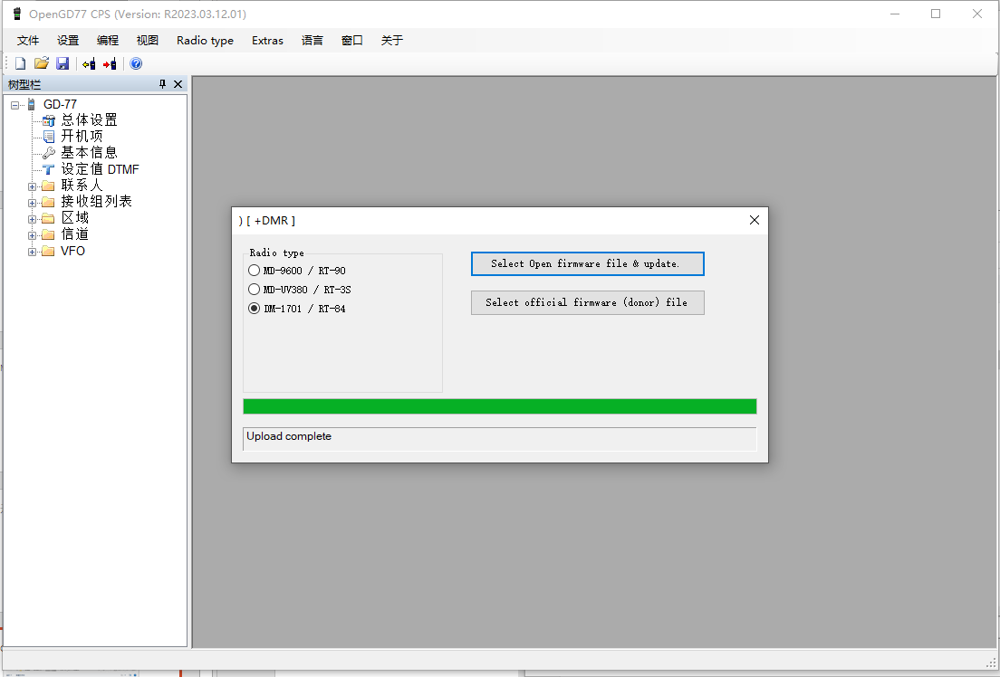 OpenGD77 CPS (Version: R2023.03.12.01)
文件 设置 编程 视图 Radio type Extras 语言 窗口 关于
树型栏
GD-77
总体设置
开机项
基本信息
设定值 DTMF
联系人
接收组列表
区域
信道
VFO
) [ +DMR ]
Radio type
MD-9600 / RT-90
MD-UV380 / RT-3S
DM-1701 / RT-84
Select Open firmware file & update.
Select official firmware (donor) file
Upload complete